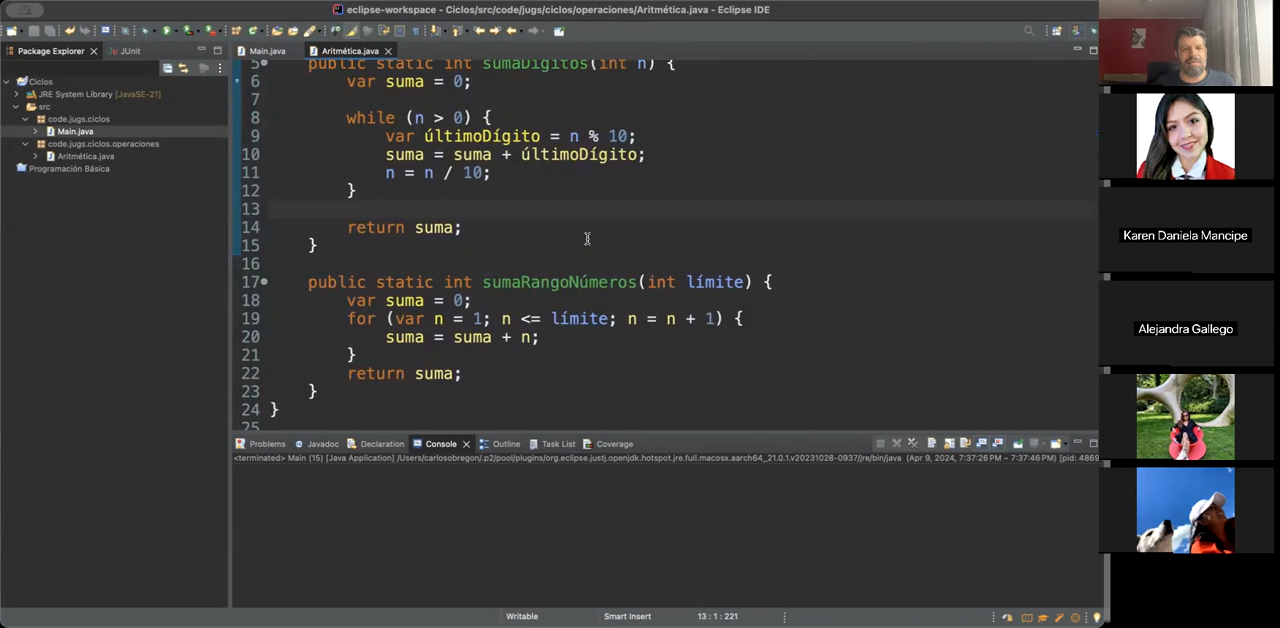 eclipse-workspace - Ciclos/src/code/jugs/ciclos/operaciones/Aritmética.java - Eclipse IDE
Package Explorer
JUnit
Main.java
Aritmética.java
Ciclos
JRE System Library [JavaSE-21]
src
code.jugs.ciclos
Main.java
code.jugs.ciclos.operaciones
Aritmética.java
Programación Básica
5 public static int sumaDígitos(int n) {
6 var suma = 0;
7
8 while (n > 0) {
9 var últimoDígito = n % 10;
10 suma = suma + últimoDígito;
11 n = n / 10;
12 }
13
14 return suma;
15 }
16
17 public static int sumaRangoNúmeros(int límite) {
18 var suma = 0;
19 for (var n = 1; n <= límite; n = n + 1) {
20 suma = suma + n;
21 }
22 return suma;
23 }
24 }
25
Problems Javadoc Declaration Console Outline Task List Coverage
<terminated> Main (15) [Java Application] /Users/carlosobregon/.p2/pool/plugins/org.eclipse.justj.openjdk.hotspot.jre.full.macosx.aarch64_21.0.1.v20231028-0937/jre/bin/java (Apr 9, 2024, 7:37:26 PM – 7:37:46 PM) [pid: 4869
Writable Smart Insert 13 : 1 : 221
Karen Daniela Mancipe
Alejandra Gallego